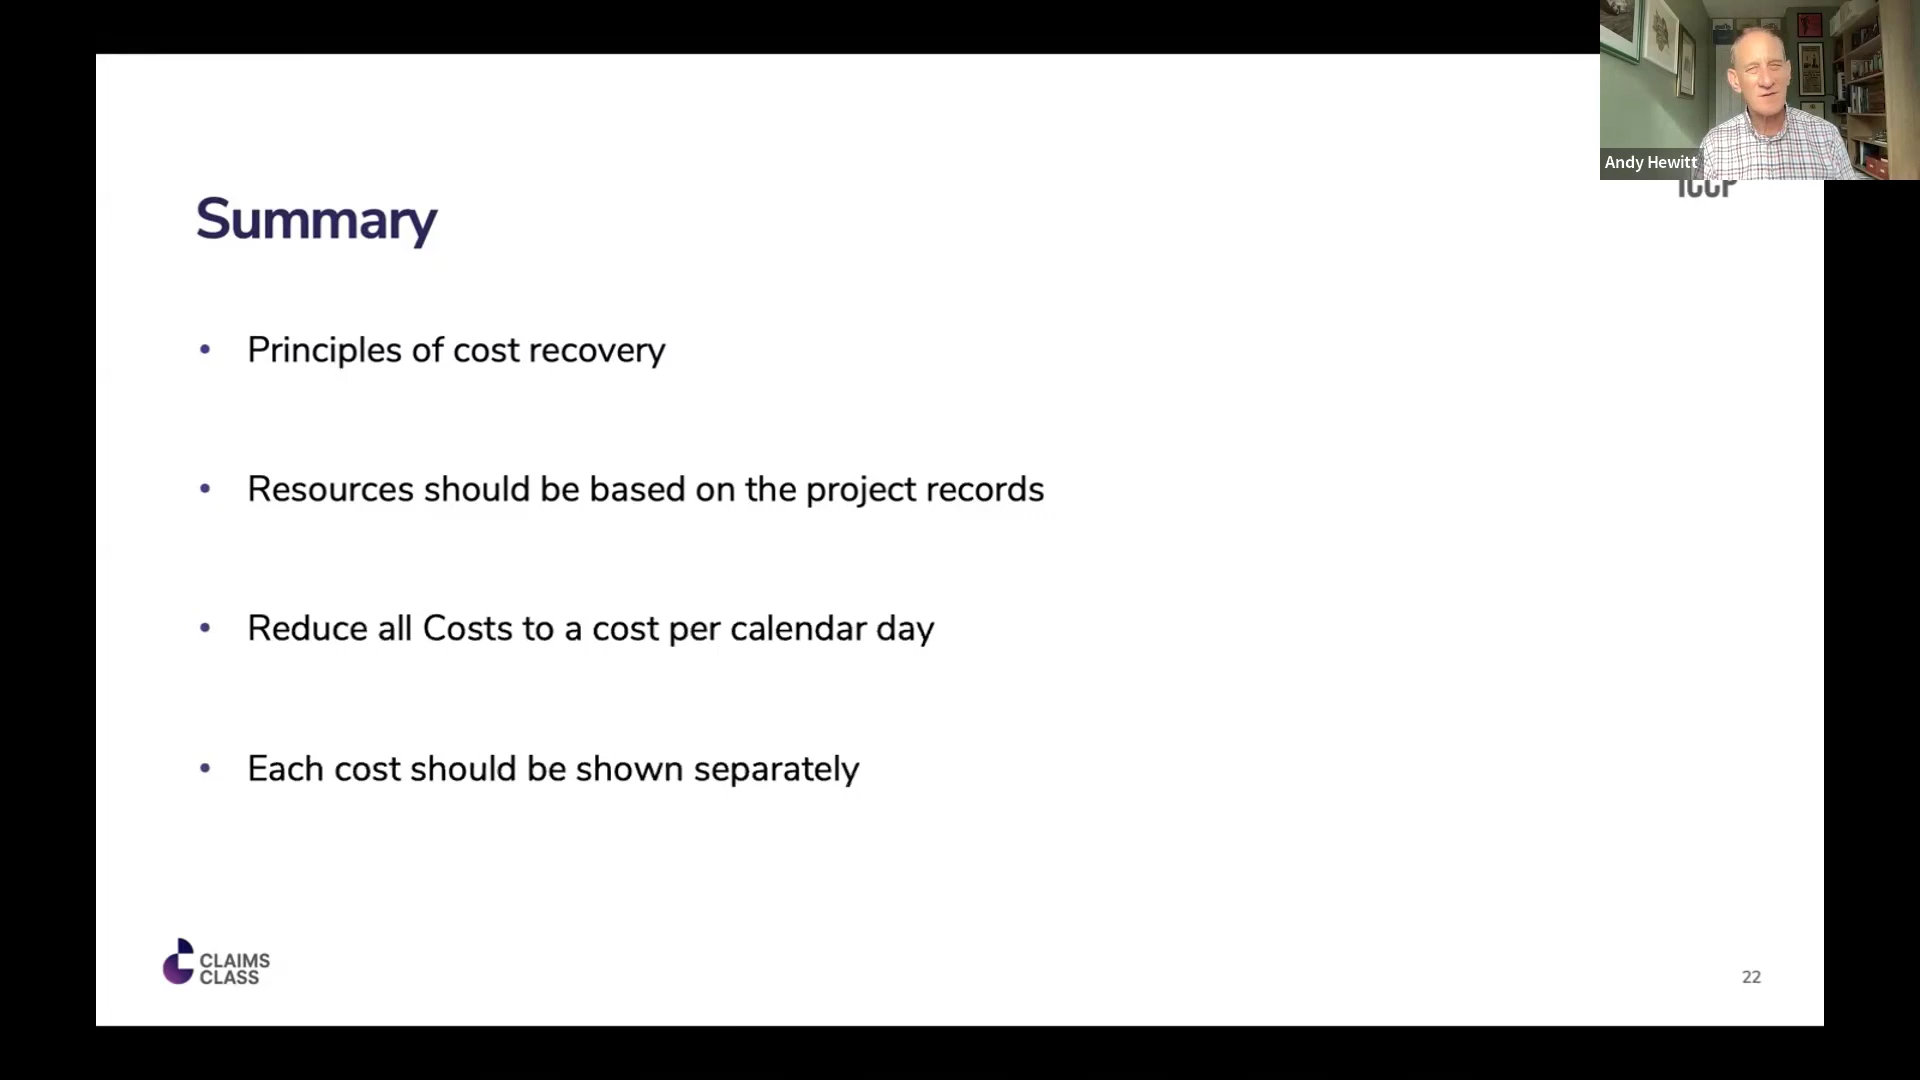 Andy Hewitt
ICCP
Summary
• Principles of cost recovery
• Resources should be based on the project records
• Reduce all Costs to a cost per calendar day
• Each cost should be shown separately
CLAIMS
CLASS
22